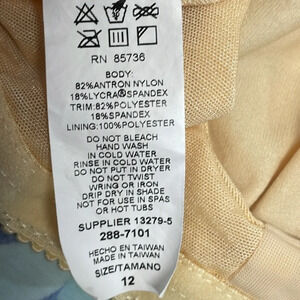 RN 85736
BODY:
82%ANTRON NYLON
18%LYCRA®SPANDEX
TRIM:82%POLYESTER
18%SPANDEX
LINING:100%POLYESTER
DO NOT BLEACH
HAND WASH
IN COLD WATER
RINSE IN COLD WATER
DO NOT PUT IN DRYER
DO NOT TWIST
WRING OR IRON
DRIP DRY IN SHADE
NOT FOR USE IN SPAS
OR HOT TUBS
SUPPLIER 13279-5
288-7101
HECHO EN TAIWAN
MADE IN TAIWAN
SIZE/TAMANO
12